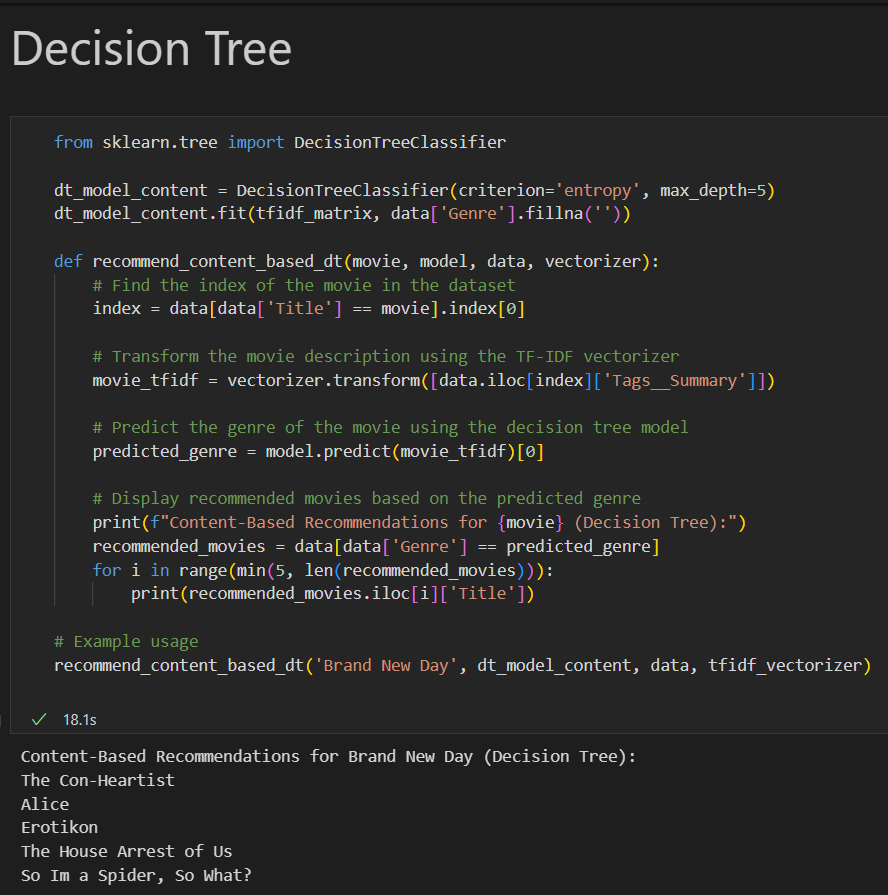 Decision Tree
from sklearn.tree import DecisionTreeClassifier
dt_model_content = DecisionTreeClassifier(criterion='entropy', max_depth=5)
dt_model_content.fit(tfidf_matrix, data['Genre'].fillna(''))
def recommend_content_based_dt(movie, model, data, vectorizer):
# Find the index of the movie in the dataset
index = data[data['Title'] == movie].index[0]
# Transform the movie description using the TF-IDF vectorizer
movie_tfidf = vectorizer.transform([data.iloc[index]['Tags__Summary']])
# Predict the genre of the movie using the decision tree model
predicted_genre = model.predict(movie_tfidf)[0]
# Display recommended movies based on the predicted genre
print(f"Content-Based Recommendations for {movie} (Decision Tree):")
recommended_movies = data[data['Genre'] == predicted_genre]
for i in range(min(5, len(recommended_movies))):
print(recommended_movies.iloc[i]['Title'])
# Example usage
recommend_content_based_dt('Brand New Day', dt_model_content, data, tfidf_vectorizer)
18.1s
Content-Based Recommendations for Brand New Day (Decision Tree):
The Con-Heartist
Alice
Erotikon
The House Arrest of Us
So Im a Spider, So What?